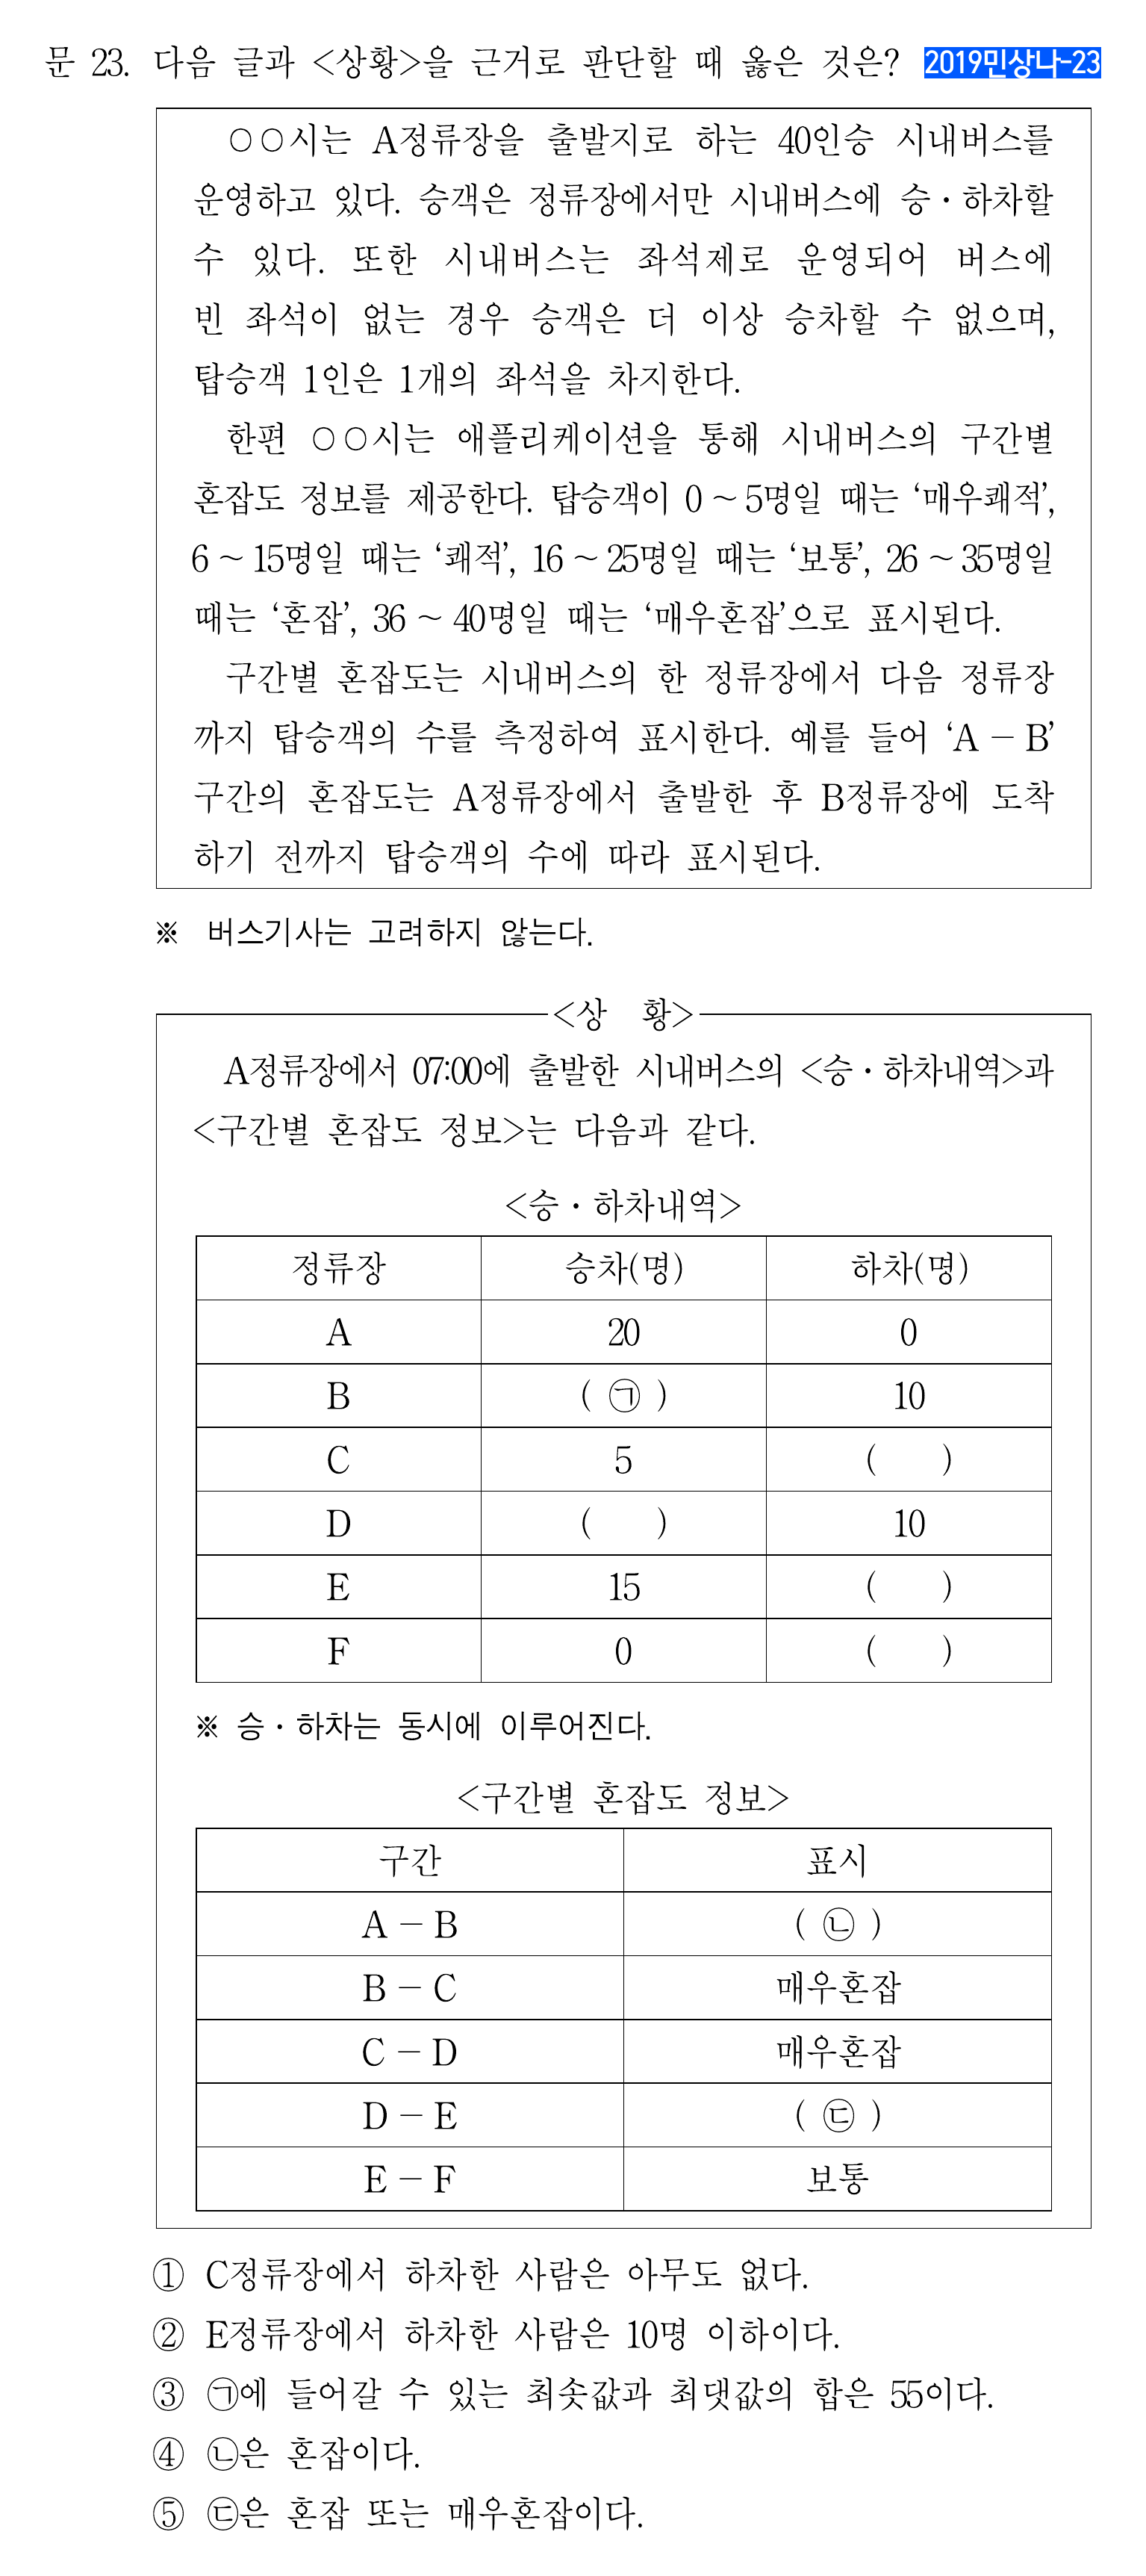 문 23. 다음 글과 <상황>을 근거로 판단할 때 옳은 것은? 2019민상나-23
○○시는 A정류장을 출발지로 하는 40인승 시내버스를
운영하고 있다. 승객은 정류장에서만 시내버스에 승·하차할
수 있다. 또한 시내버스는 좌석제로 운영되어 버스에
빈 좌석이 없는 경우 승객은 더 이상 승차할 수 없으며,
탑승객 1인은 1개의 좌석을 차지한다.
한편 ○○시는 애플리케이션을 통해 시내버스의 구간별
혼잡도 정보를 제공한다. 탑승객이 0 ~ 5명일 때는 ‘매우쾌적’,
6 ~ 15명일 때는 ‘쾌적’, 16 ~ 25명일 때는 ‘보통’, 26 ~ 35명일
때는 ‘혼잡’, 36 ~ 40명일 때는 ‘매우혼잡’으로 표시된다.
구간별 혼잡도는 시내버스의 한 정류장에서 다음 정류장
까지 탑승객의 수를 측정하여 표시한다. 예를 들어 ‘A - B’
구간의 혼잡도는 A정류장에서 출발한 후 B정류장에 도착
하기 전까지 탑승객의 수에 따라 표시된다.
※ 버스기사는 고려하지 않는다.
<상 황>
A정류장에서 07:00에 출발한 시내버스의 <승·하차내역>과
<구간별 혼잡도 정보>는 다음과 같다.
<승·하차내역>
정류장 승차(명) 하차(명)
A 20 0
B ( ㉠ ) 10
C 5 ( )
D ( ) 10
E 15 ( )
F 0 ( )
※ 승·하차는 동시에 이루어진다.
<구간별 혼잡도 정보>
구간 표시
A - B ( ㉡ )
B - C 매우혼잡
C - D 매우혼잡
D - E ( ㉢ )
E - F 보통
① C정류장에서 하차한 사람은 아무도 없다.
② E정류장에서 하차한 사람은 10명 이하이다.
③ ㉠에 들어갈 수 있는 최솟값과 최댓값의 합은 55이다.
④ ㉡은 혼잡이다.
⑤ ㉢은 혼잡 또는 매우혼잡이다.